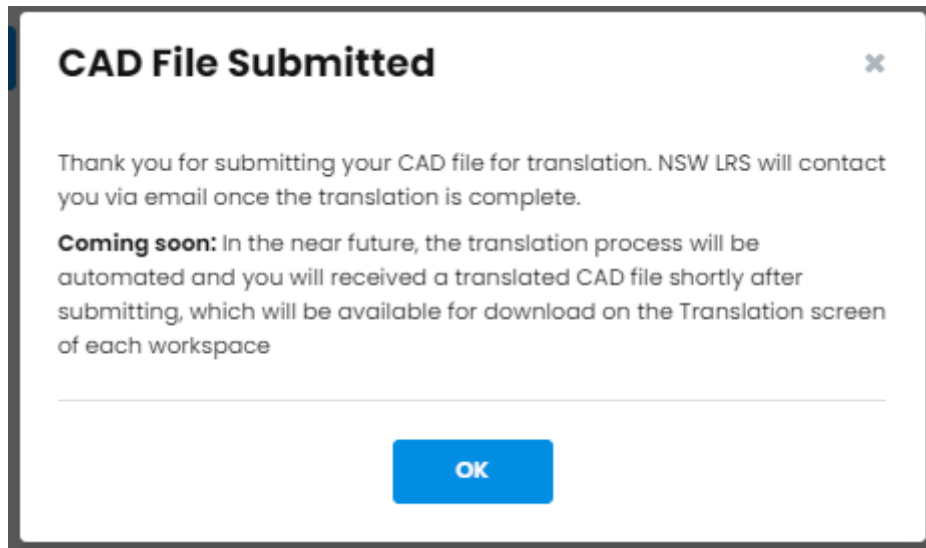 CAD File Submitted
Thank you for submitting your CAD file for translation. NSW LRS will contact
you via email once the translation is complete.
Coming soon: In the near future, the translation process will be
automated and you will received a translated CAD file shortly after
submitting, which will be available for download on the Translation screen
of each workspace
OK